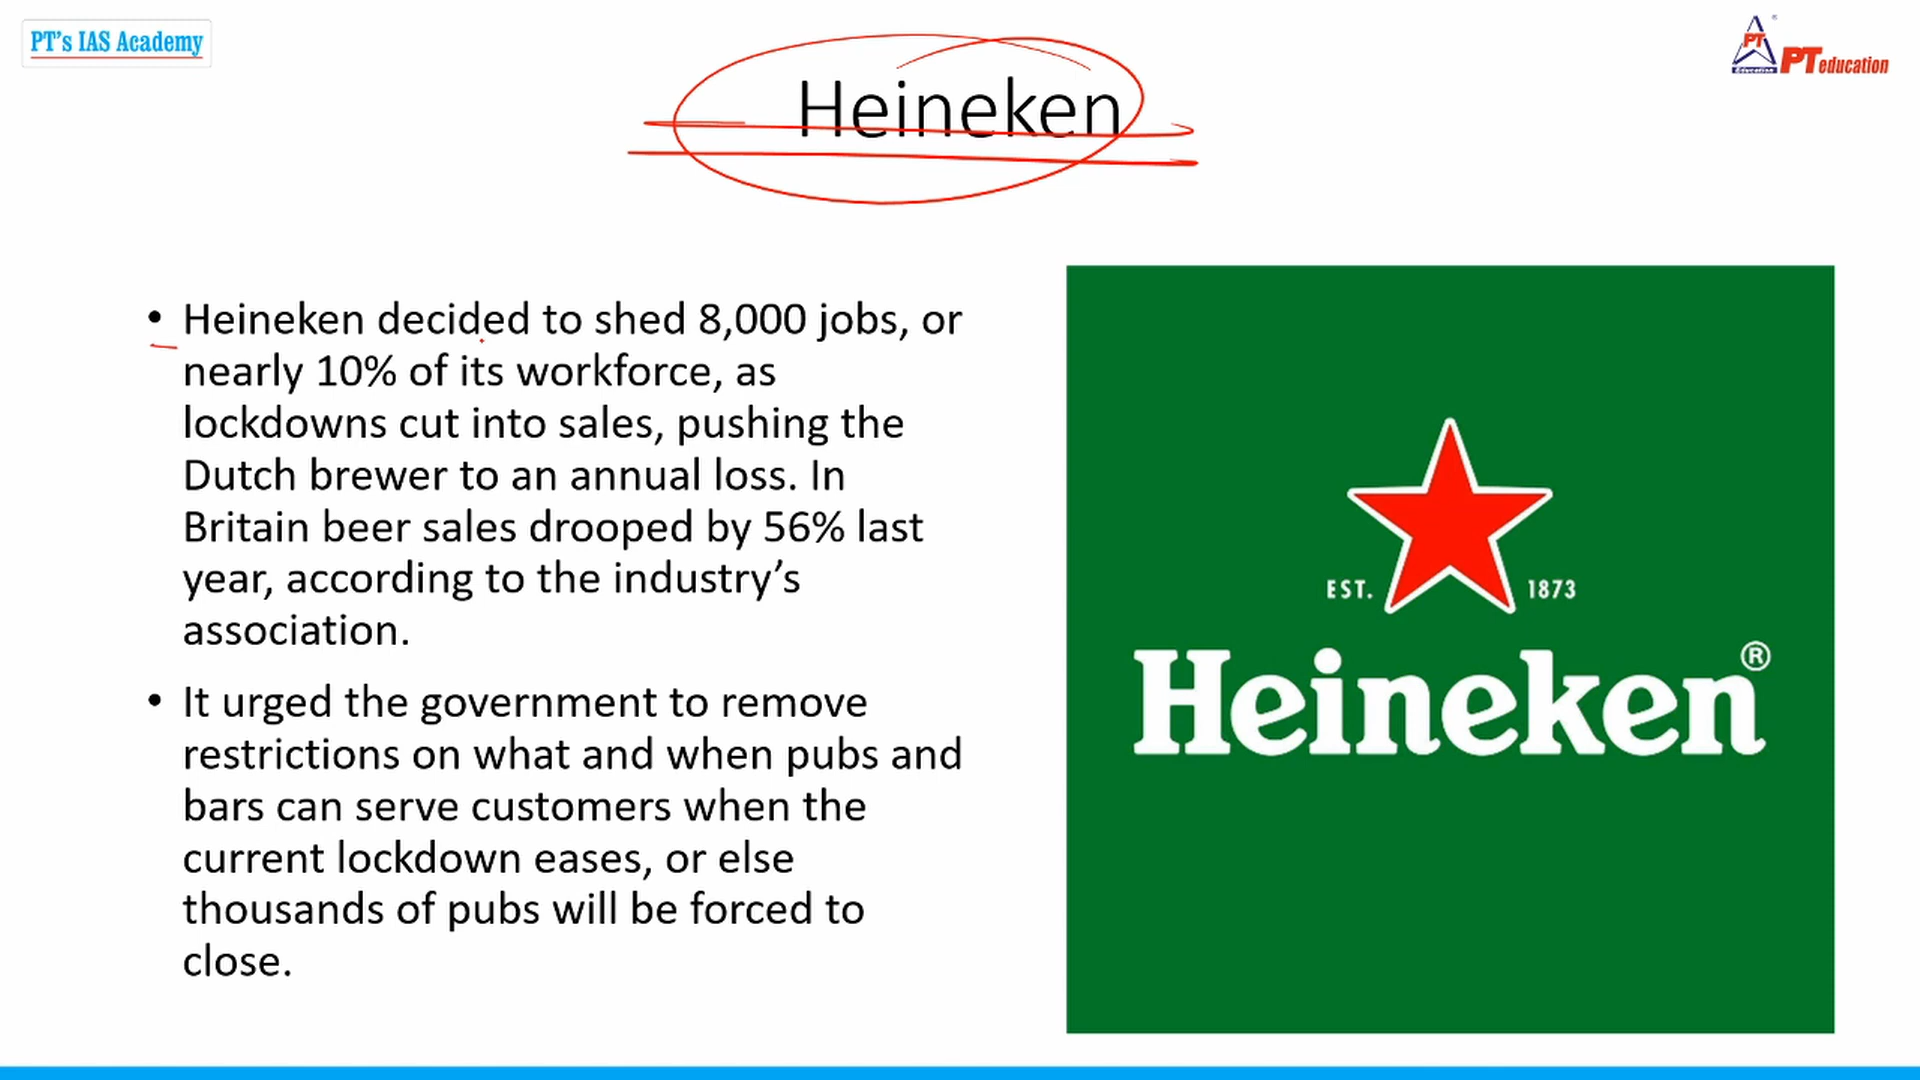 PT's IAS Academy
PT
Education
PT education
Heineken
• Heineken decided to shed 8,000 jobs, or
nearly 10% of its workforce, as
lockdowns cut into sales, pushing the
Dutch brewer to an annual loss. In
Britain beer sales drooped by 56% last
year, according to the industry’s
association.
• It urged the government to remove
restrictions on what and when pubs and
bars can serve customers when the
current lockdown eases, or else
thousands of pubs will be forced to
close.
EST. 1873
Heineken®